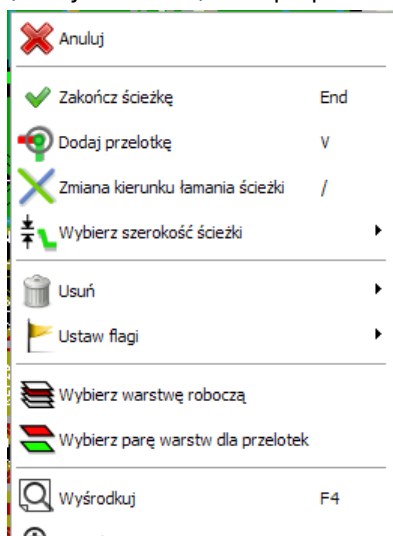 Anuluj
Zakończ ścieżkę End
Dodaj przelotkę V
Zmiana kierunku łamania ścieżki /
Wybierz szerokość ścieżki
Usuń
Ustaw flagi
Wybierz warstwę roboczą
Wybierz parę warstw dla przelotek
Wyśrodkuj F4